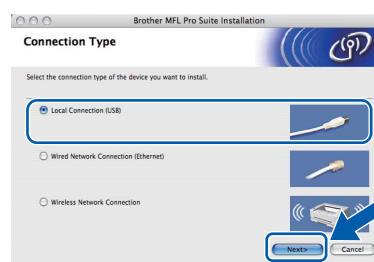 Brother MFL Pro Suite Installation
Connection Type
Select the connection type of the device you want to install.
Local Connection (USB)
Wired Network Connection (Ethernet)
Wireless Network Connection
Next>
Cancel